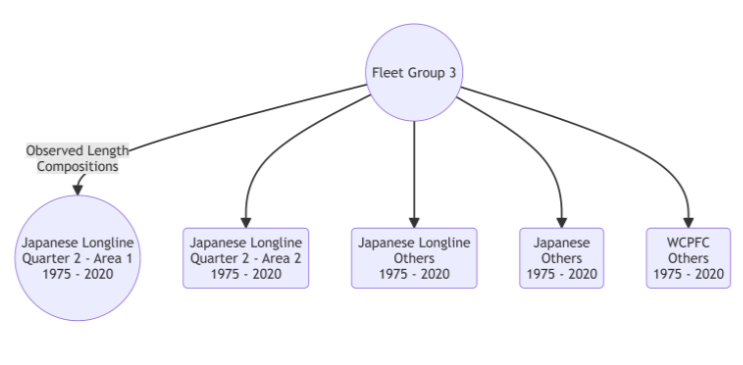 Fleet Group 3
Observed Length
Compositions
Japanese Longline
Quarter 2 - Area 1
1975 - 2020
Japanese Longline
Quarter 2 - Area 2
1975 - 2020
Japanese Longline
Others
1975 - 2020
Japanese
Others
1975 - 2020
WCPFC
Others
1975 - 2020